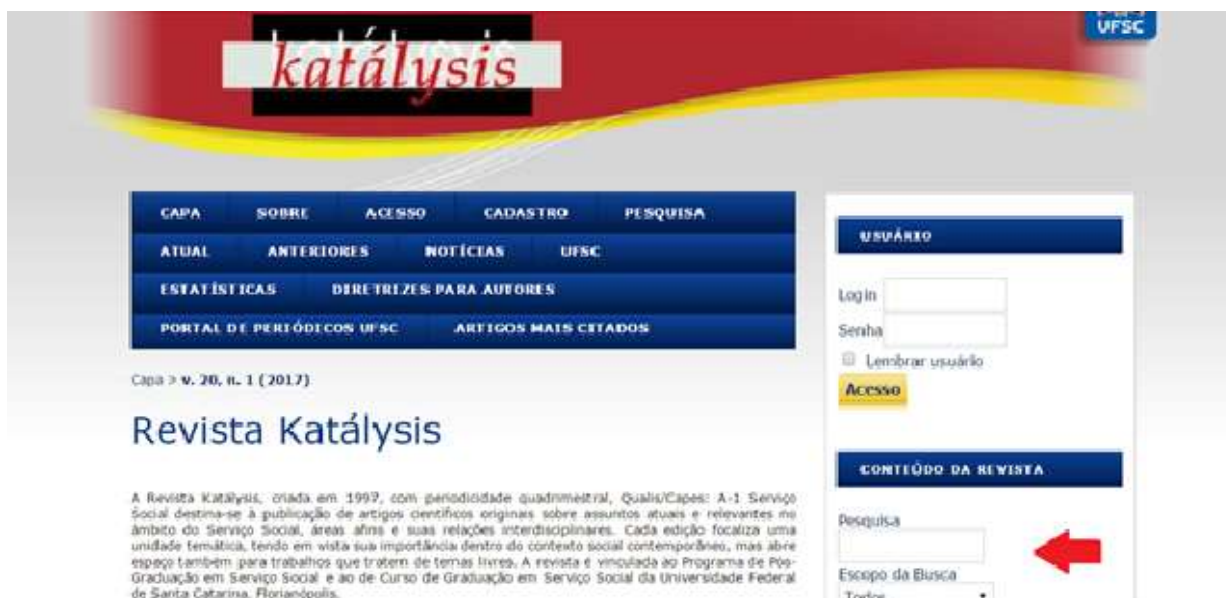 katálysis
UFSC
CAPA SOBRE ACESSO CADASTRO PESQUISA
ATUAL ANTERIORES NOTÍCIAS UFSC
ESTATÍSTICAS DIRETRIZES PARA AUTORES
PORTAL DE PERIÓDICOS UFSC ARTIGOS MAIS CITADOS
Capa > v. 20, n. 1 (2017)
Revista Katálysis
A Revista Katálysis, criada em 1997, com periodicidade quadrimestral, Qualis/Capes: A-1 Serviço
Social destina-se à publicação de artigos científicos originais sobre assuntos atuais e relevantes no
âmbito do Serviço Social, áreas afins e suas relações interdisciplinares. Cada edição focaliza uma
unidade temática, tendo em vista sua importância dentro do contexto social contemporâneo, mas abre
espaço também para trabalhos que tratem de temas livres. A revista é vinculada ao Programa de Pós-
Graduação em Serviço Social e ao de Curso de Graduação em Serviço Social da Universidade Federal
de Santa Catarina, Florianópolis.
USUÁRIO
Login
Senha
Lembrar usuário
Acesso
CONTEÚDO DA REVISTA
Pesquisa
Escopo da Busca
Todos